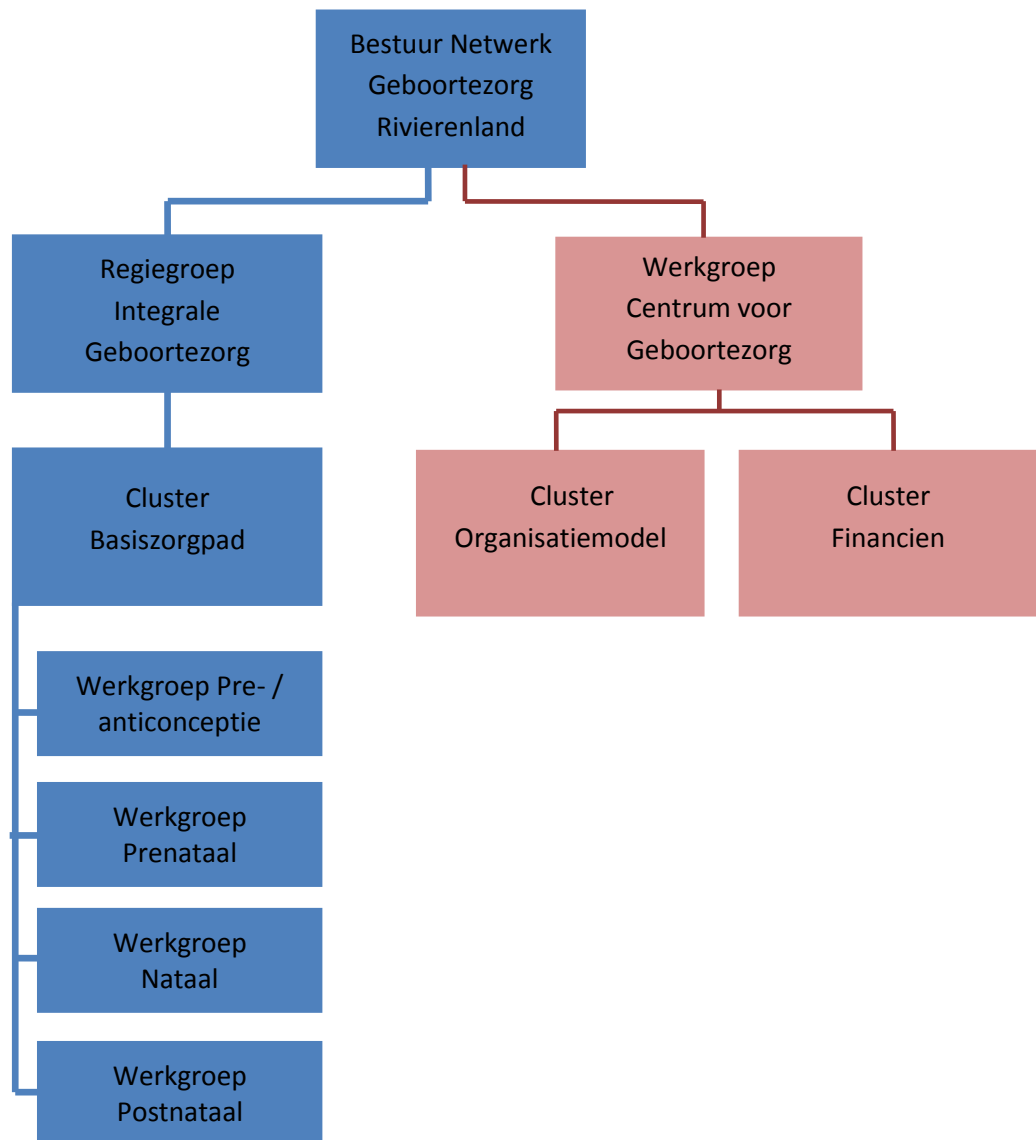 Bestuur Netwerk
Geboortezorg
Rivierenland
Regiegroep
Integrale
Geboortezorg
Werkgroep
Centrum voor
Geboortezorg
Cluster
Basiszorgpad
Cluster
Organisatiemodel
Cluster
Financien
Werkgroep Pre- /
anticonceptie
Werkgroep
Prenataal
Werkgroep
Nataal
Werkgroep
Postnataal